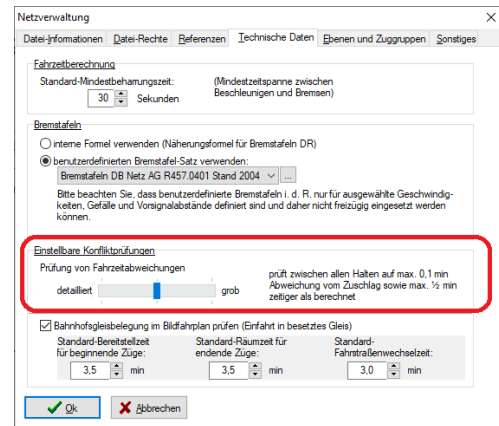 Netzverwaltung
Datei-Informationen Datei-Rechte Referenzen Technische Daten Ebenen und Zuggruppen Sonstiges
Fahrzeitberechnung
Standard-Mindestbeharrungszeit: (Mindestzeitspanne zwischen
30 Sekunden Beschleunigen und Bremsen)
Bremstafeln
interne Formel verwenden (Näherungsformel für Bremstafeln DR)
benutzerdefinierten Bremstafel-Satz verwenden:
Bremstafeln DB Netz AG R457.0401 Stand 2004 ...
Bitte beachten Sie, dass benutzerdefinierte Bremstafeln i. d. R. nur für ausgewählte Geschwindig-
keiten, Gefälle und Vorsignalabstände definiert sind und daher nicht freizügig eingesetzt werden
können.
Einstellbare Konfliktprüfungen
Prüfung von Fahrzeitabweichungen
detailliert grob
prüft zwischen allen Halten auf max. 0,1 min
Abweichung vom Zuschlag sowie max. ½ min
zeitiger als berechnet
Bahnhofsgleisbelegung im Bildfahrplan prüfen (Einfahrt in besetztes Gleis)
Standard-Bereitstellzeit Standard-Räumzeit für Standard-
für beginnende Züge: endende Züge: Fahrstraßenwechselzeit:
3,5 min 3,5 min 3,0 min
Ok Abbrechen